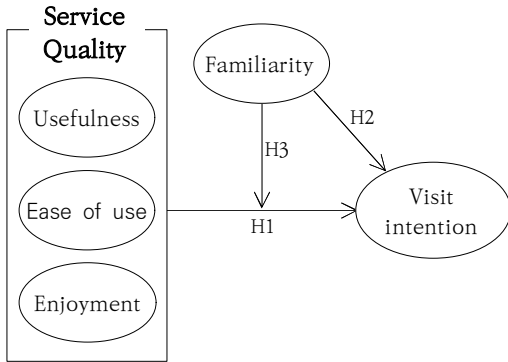 Service
Quality
Usefulness
Ease of use
Enjoyment
Familiarity
H3
H2
H1
Visit
intention